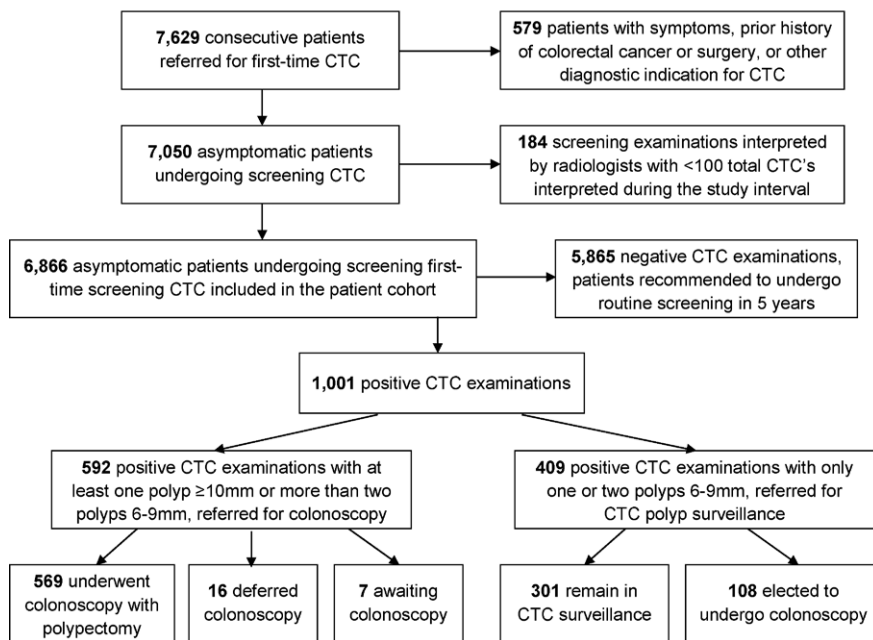 7,629 consecutive patients
referred for first-time CTC
579 patients with symptoms, prior history
of colorectal cancer or surgery, or other
diagnostic indication for CTC
7,050 asymptomatic patients
undergoing screening CTC
184 screening examinations interpreted
by radiologists with <100 total CTC's
interpreted during the study interval
6,866 asymptomatic patients undergoing screening first-
time screening CTC included in the patient cohort
5,865 negative CTC examinations,
patients recommended to undergo
routine screening in 5 years
1,001 positive CTC examinations
592 positive CTC examinations with at
least one polyp ≥10mm or more than two
polyps 6-9mm, referred for colonoscopy
409 positive CTC examinations with only
one or two polyps 6-9mm, referred for
CTC polyp surveillance
569 underwent
colonoscopy with
polypectomy
16 deferred
colonoscopy
7 awaiting
colonoscopy
301 remain in
CTC surveillance
108 elected to
undergo colonoscopy